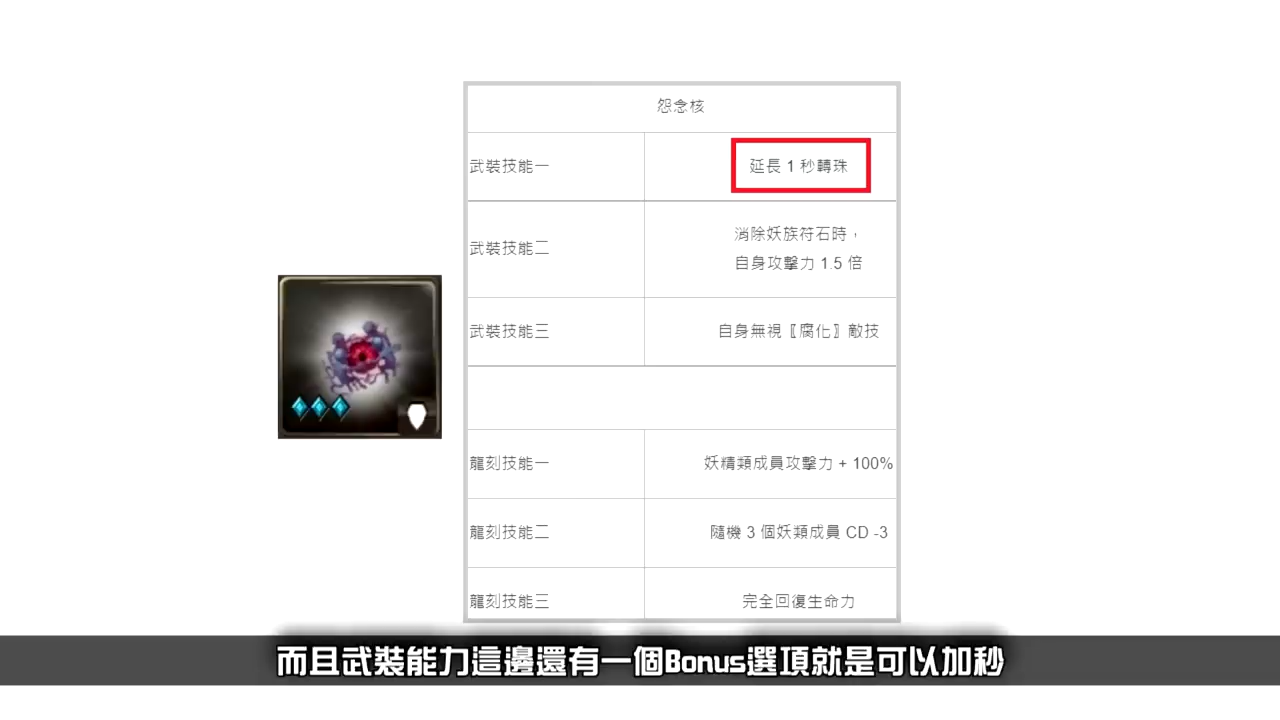 怨念核
武裝技能一
延長 1 秒轉珠
武裝技能二
消除妖族符石時，
自身攻擊力 1.5 倍
武裝技能三
自身無視〖腐化〗敵技
龍刻技能一
妖精類成員攻擊力 + 100%
龍刻技能二
隨機 3 個妖類成員 CD -3
龍刻技能三
完全回復生命力
而且武裝能力這邊還有一個Bonus選項就是可以加秒